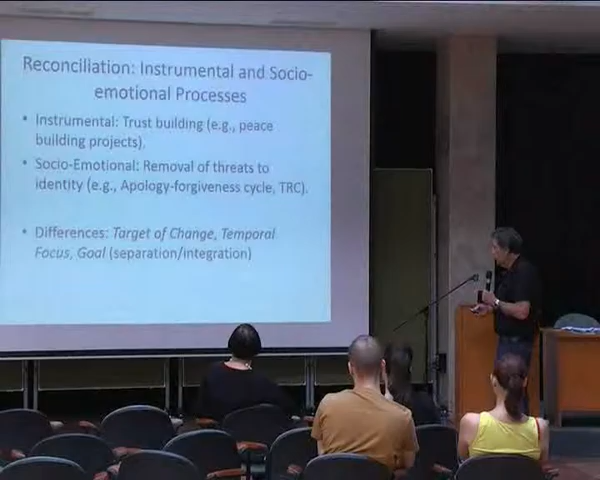 Reconciliation: Instrumental and Socio-
emotional Processes
• Instrumental: Trust building (e.g., peace
building projects).
• Socio-Emotional: Removal of threats to
identity (e.g., Apology-forgiveness cycle, TRC).
• Differences: Target of Change, Temporal
Focus, Goal (separation/integration)